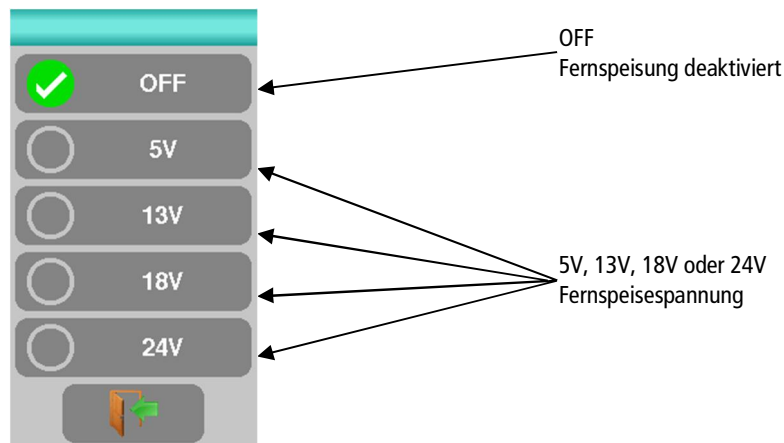 OFF
5V
13V
18V
24V
OFF
Fernspeisung deaktiviert
5V, 13V, 18V oder 24V
Fernspeisespannung